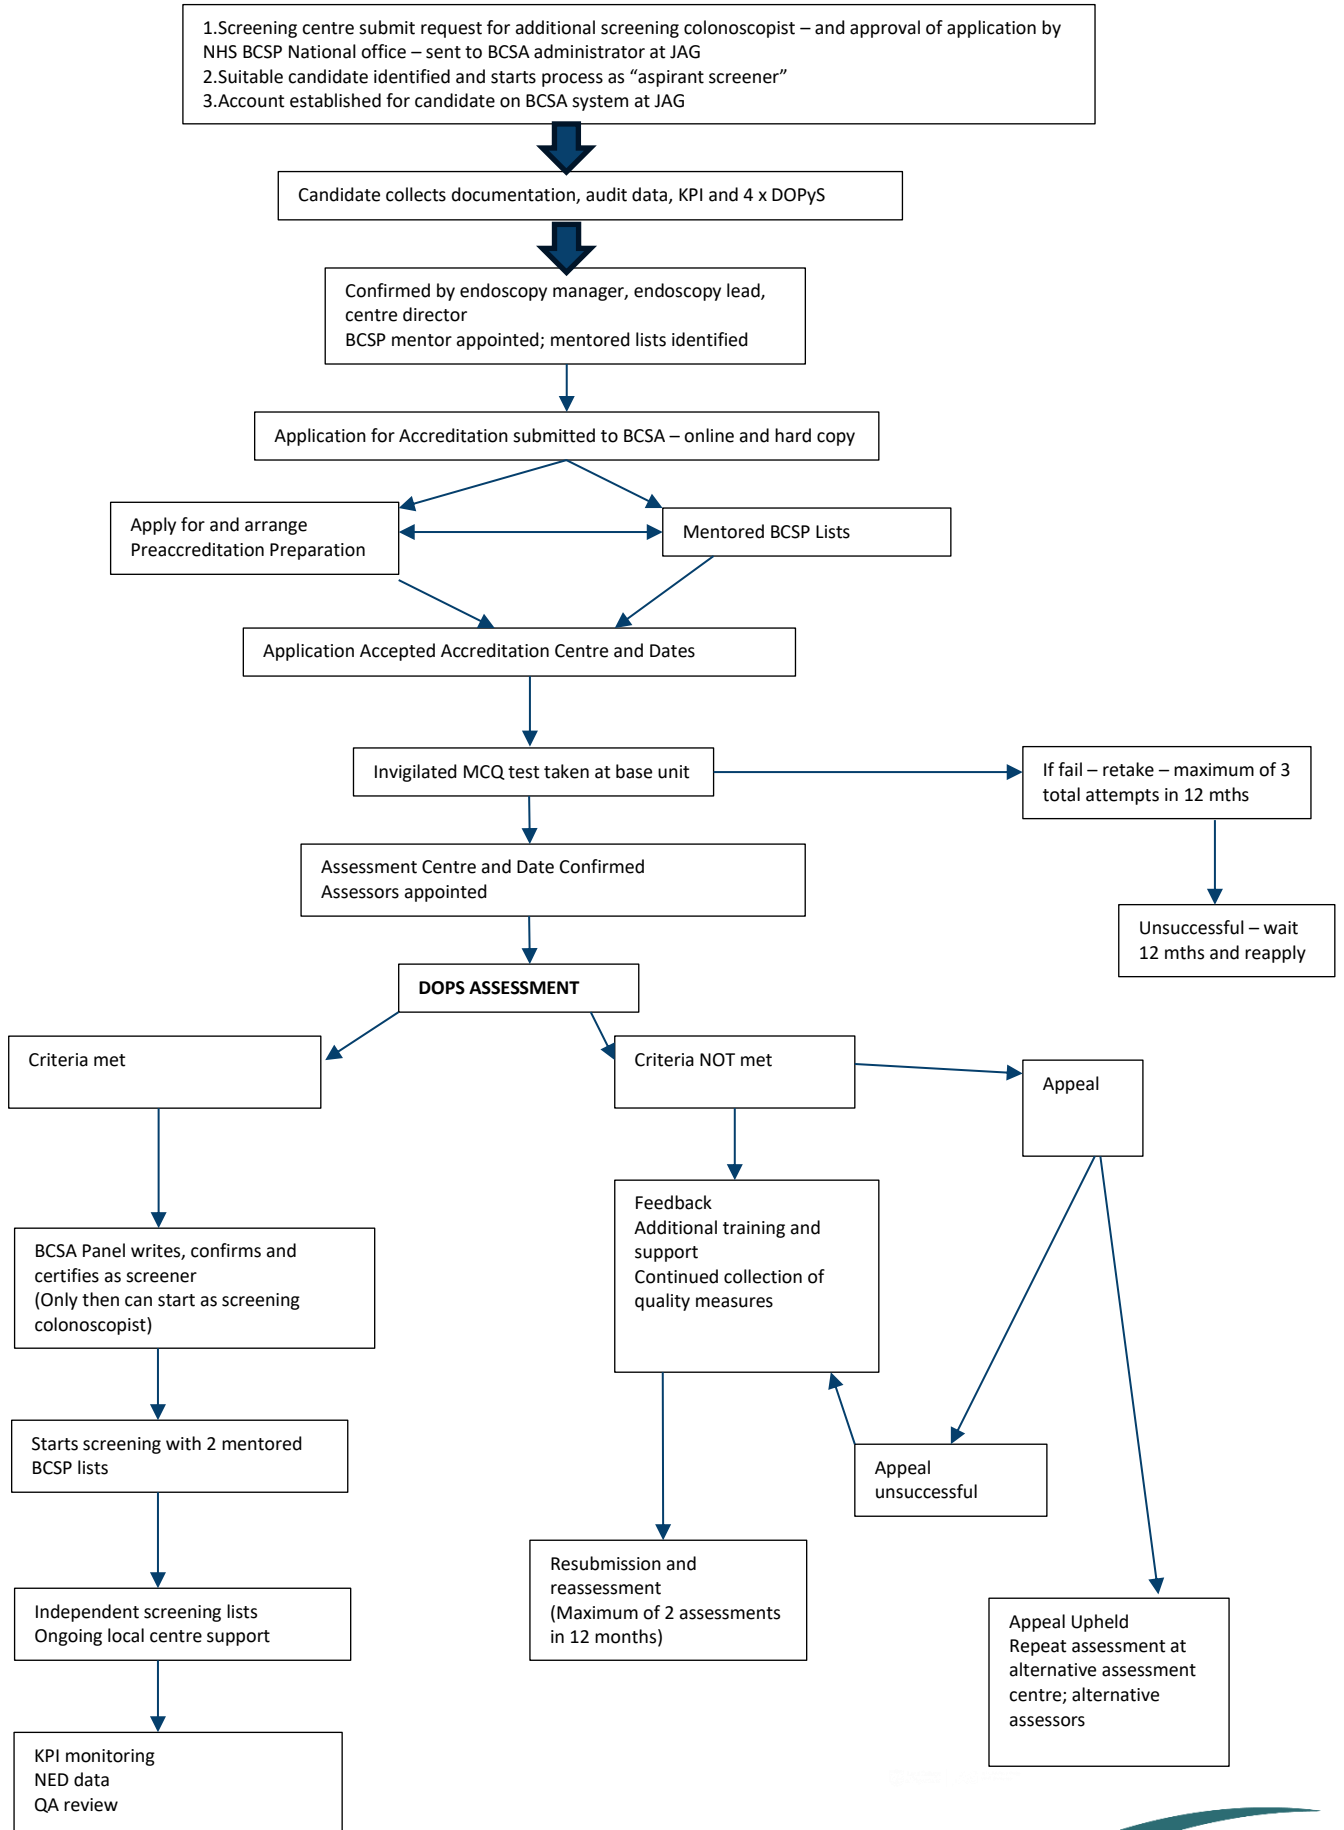 1.Screening centre submit request for additional screening colonoscopist – and approval of application by
NHS BCSP National office – sent to BCSA administrator at JAG
2.Suitable candidate identified and starts process as “aspirant screener”
3.Account established for candidate on BCSA system at JAG
Candidate collects documentation, audit data, KPI and 4 x DOPyS
Confirmed by endoscopy manager, endoscopy lead,
centre director
BCSP mentor appointed; mentored lists identified
Application for Accreditation submitted to BCSA – online and hard copy
Apply for and arrange
Preaccreditation Preparation
Mentored BCSP Lists
Application Accepted Accreditation Centre and Dates
Invigilated MCQ test taken at base unit
If fail – retake – maximum of 3
total attempts in 12 mths
Assessment Centre and Date Confirmed
Assessors appointed
Unsuccessful – wait
12 mths and reapply
DOPS ASSESSMENT
Criteria met
Criteria NOT met
Appeal
Feedback
Additional training and
support
Continued collection of
quality measures
BCSA Panel writes, confirms and
certifies as screener
(Only then can start as screening
colonoscopist)
Starts screening with 2 mentored
BCSP lists
Appeal
unsuccessful
Resubmission and
reassessment
(Maximum of 2 assessments
in 12 months)
Independent screening lists
Ongoing local centre support
Appeal Upheld
Repeat assessment at
alternative assessment
centre; alternative
assessors
KPI monitoring
NED data
QA review